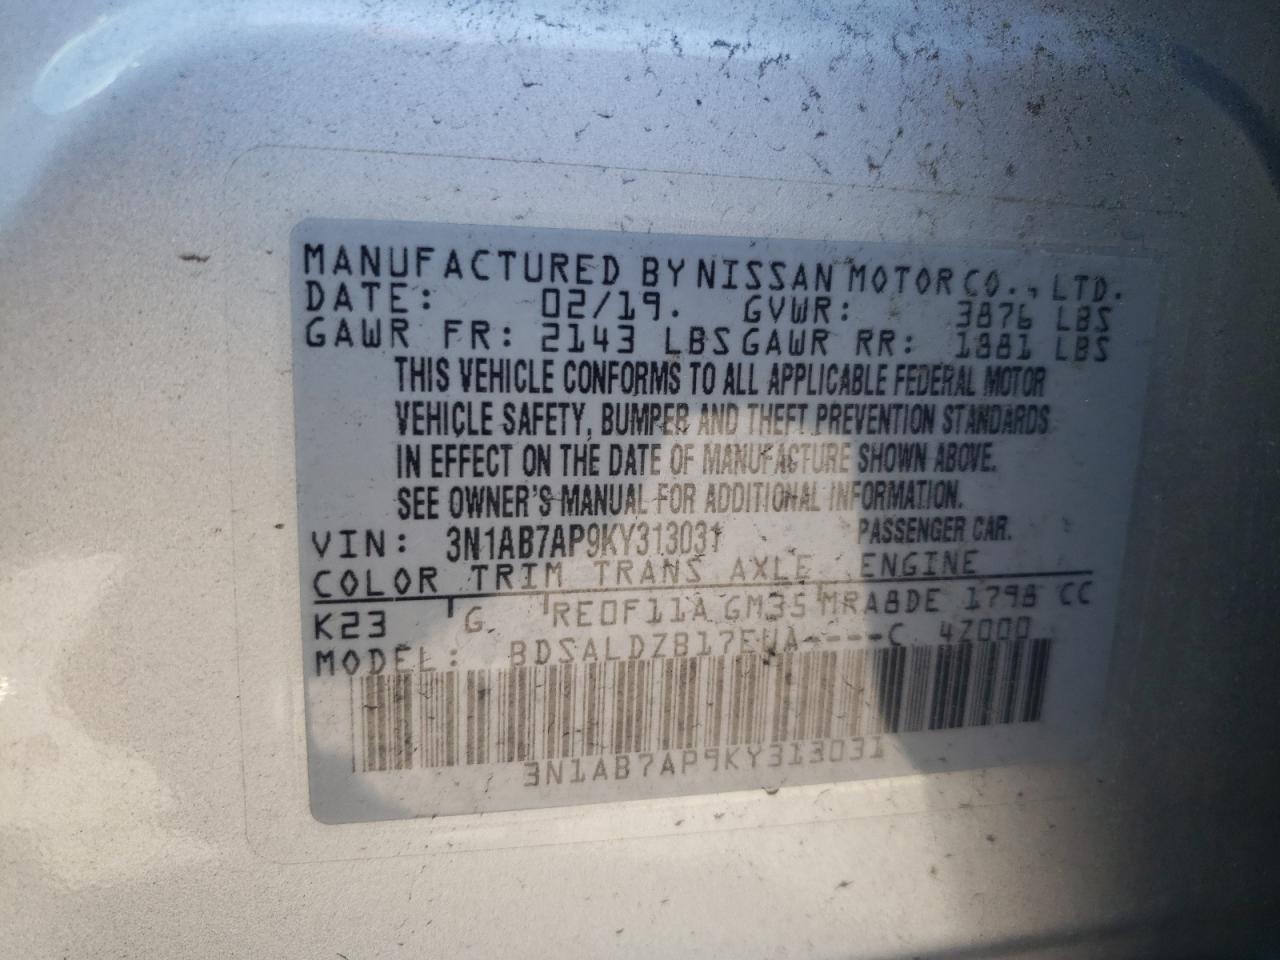 MANUFACTURED BY NISSAN MOTOR CO., LTD.
DATE: 02/19. GVWR: 3876 LBS
GAWR FR: 2143 LBS GAWR RR: 1881 LBS
THIS VEHICLE CONFORMS TO ALL APPLICABLE FEDERAL MOTOR
VEHICLE SAFETY, BUMPER AND THEFT PREVENTION STANDARDS
IN EFFECT ON THE DATE OF MANUFACTURE SHOWN ABOVE.
SEE OWNER'S MANUAL FOR ADDITIONAL INFORMATION.
VIN: 3N1AB7AP9KY313031 PASSENGER CAR.
COLOR TRIM TRANS AXLE ENGINE
K23 G RE0F11A GM35 MRA8DE 1798 CC
MODEL: BDSALDZB17EUA----C 4Z000
3N1AB7AP9KY313031